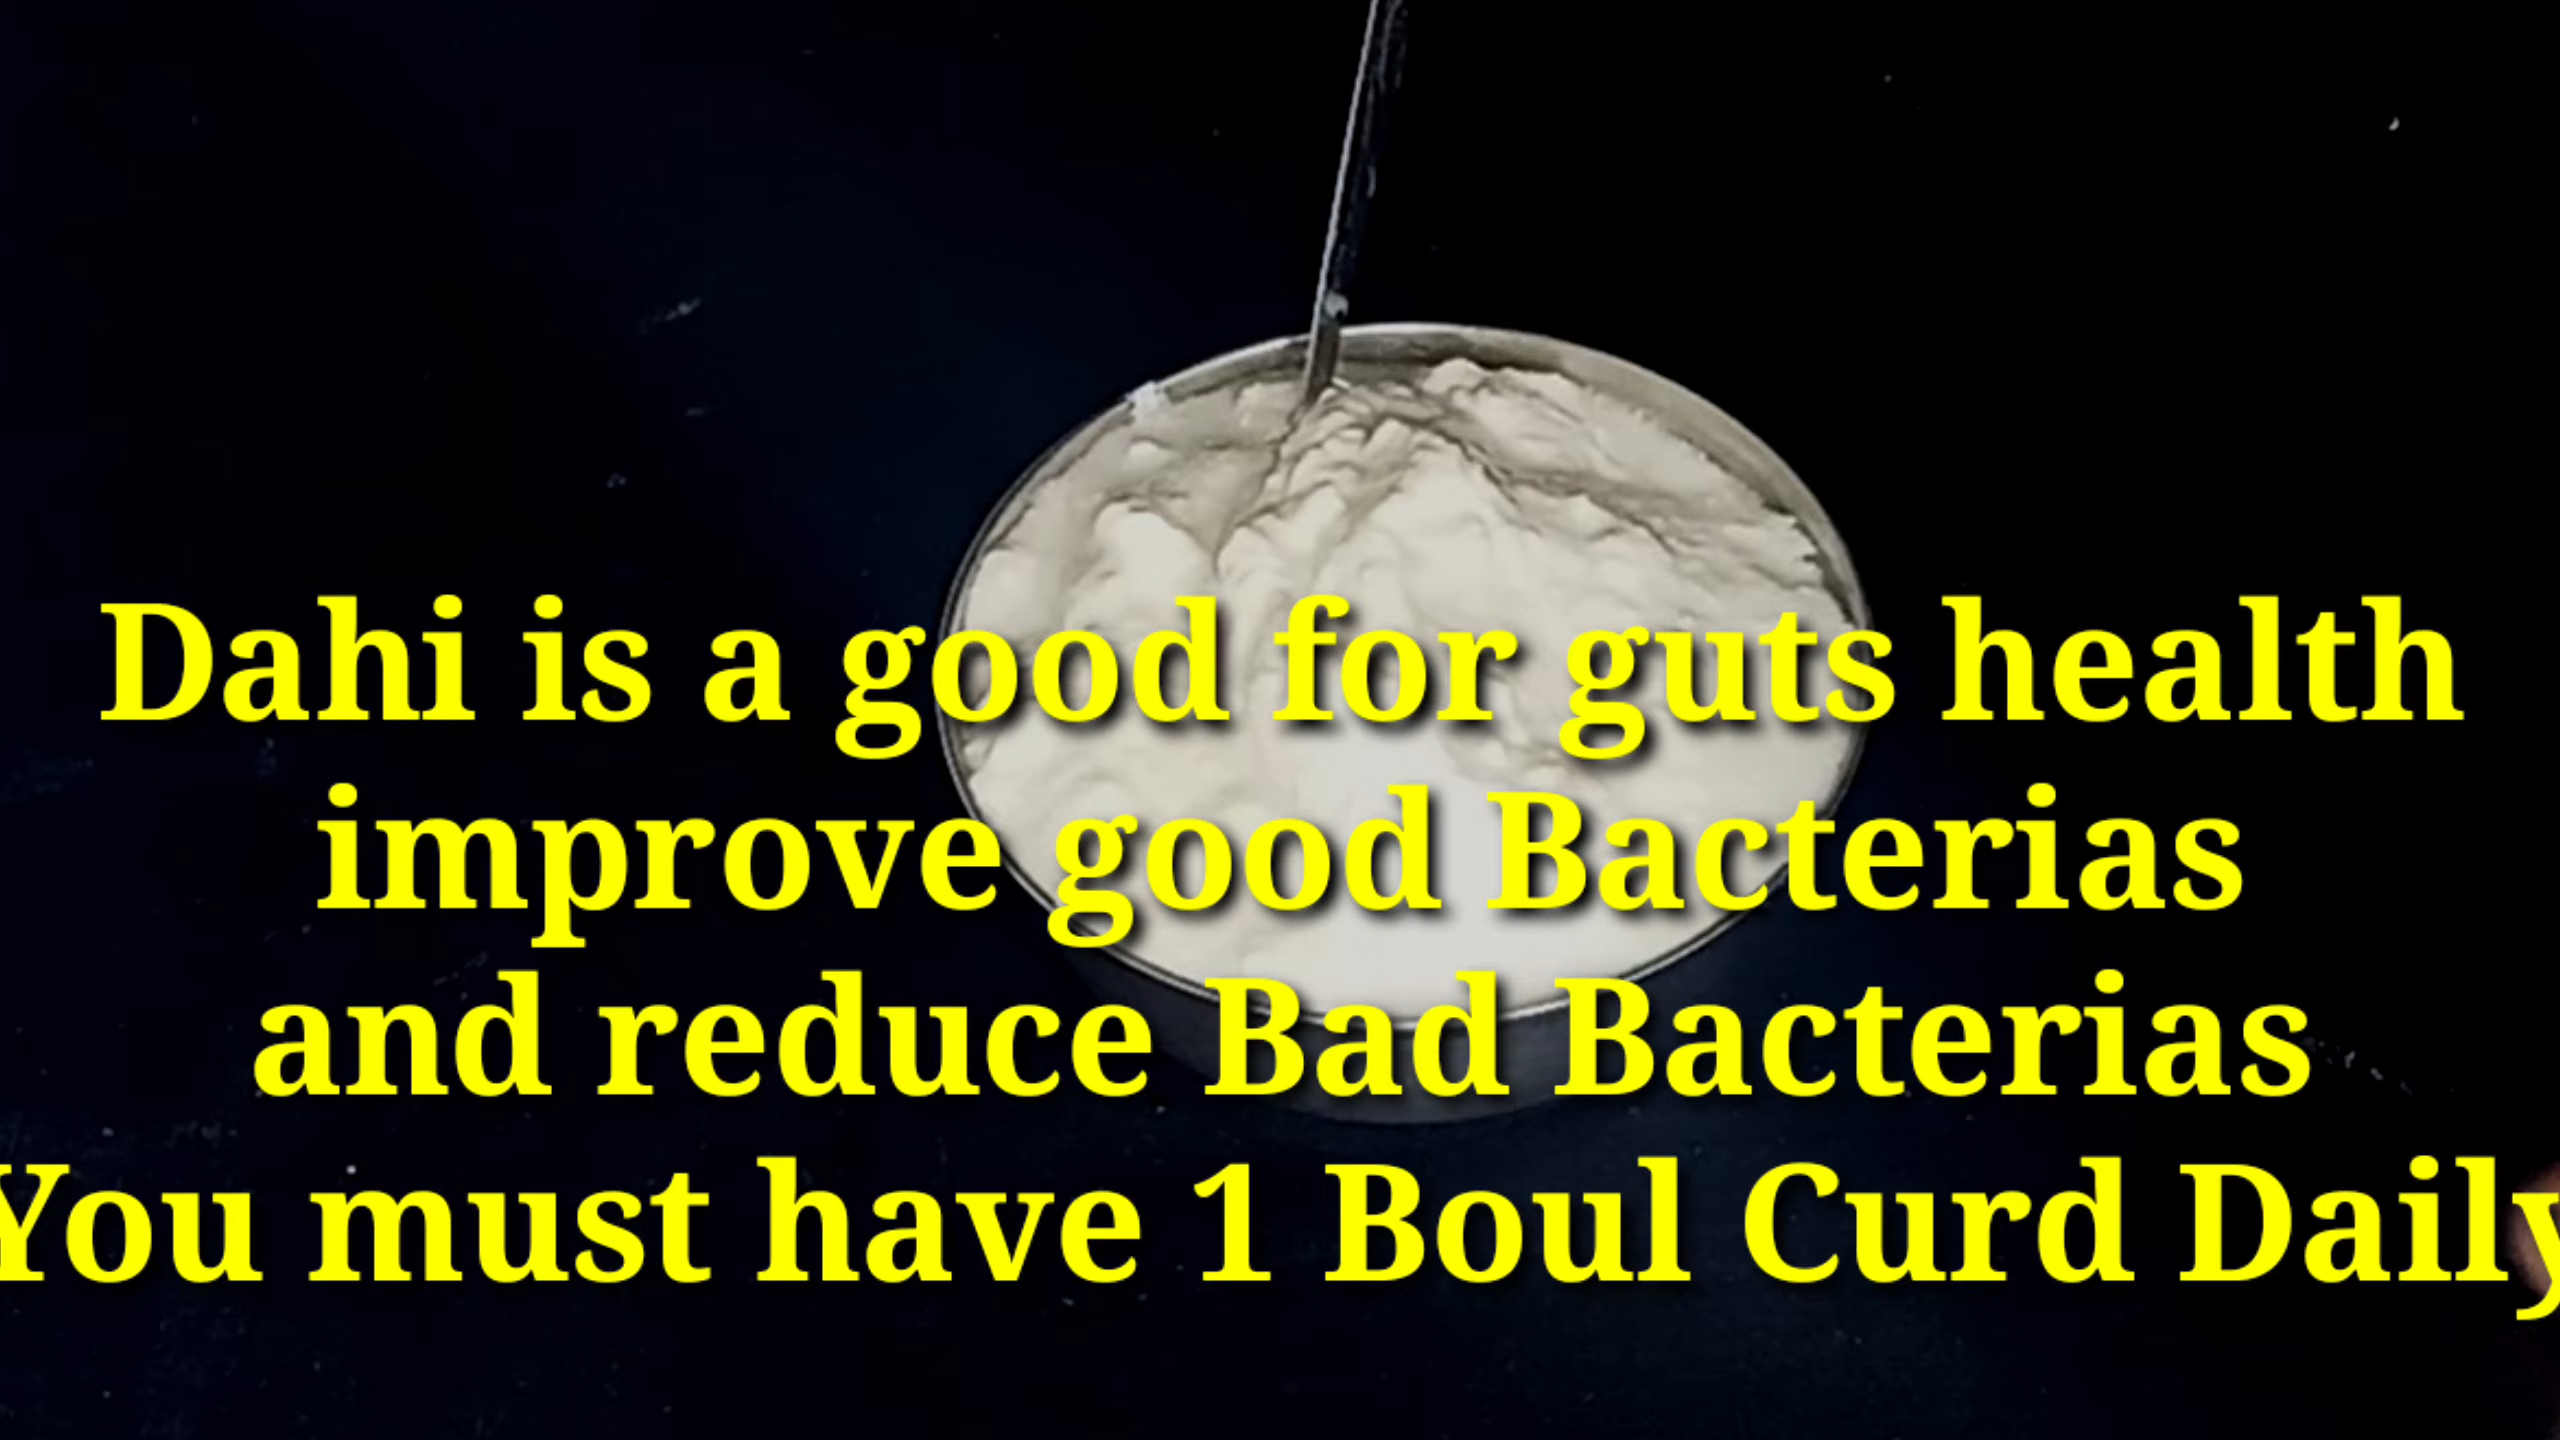 Dahi is a good for guts health
improve good Bacterias
and reduce Bad Bacterias
You must have 1 Boul Curd Daily